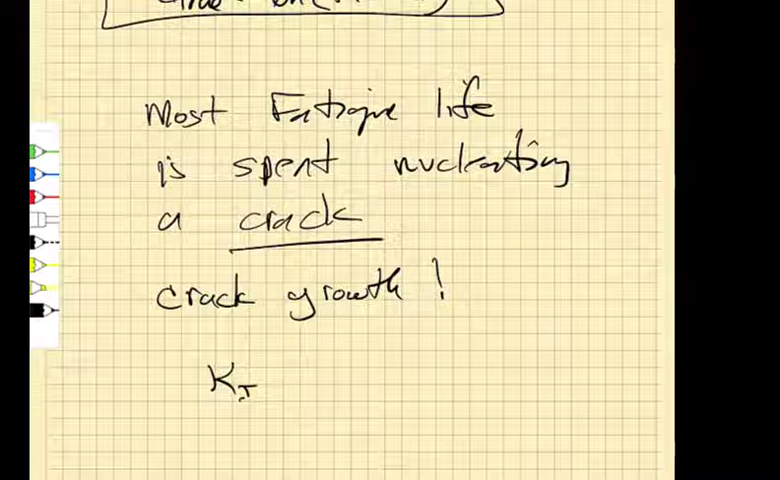 Most Fatigue life
is spent nucleating
a crack
crack growth!
K_I